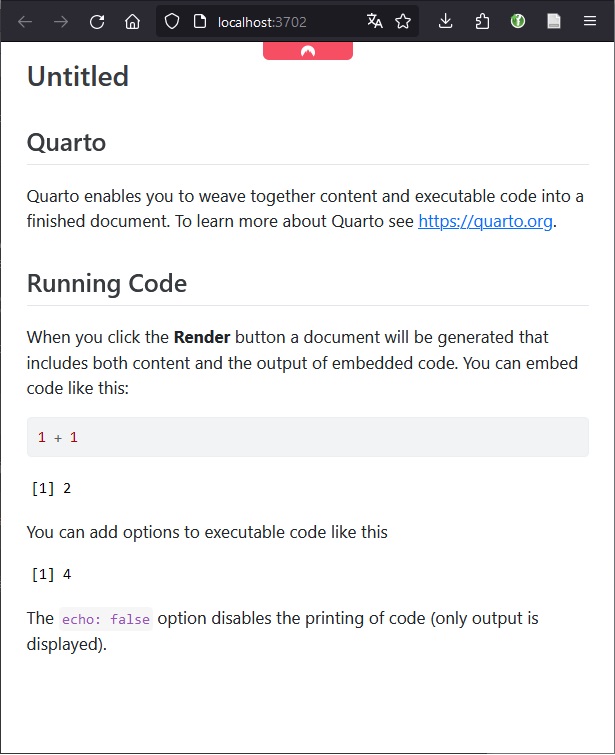 localhost:3702
Untitled
Quarto
Quarto enables you to weave together content and executable code into a
finished document. To learn more about Quarto see https://quarto.org.
Running Code
When you click the Render button a document will be generated that
includes both content and the output of embedded code. You can embed
code like this:
1 + 1
[1] 2
You can add options to executable code like this
[1] 4
The echo: false option disables the printing of code (only output is
displayed).